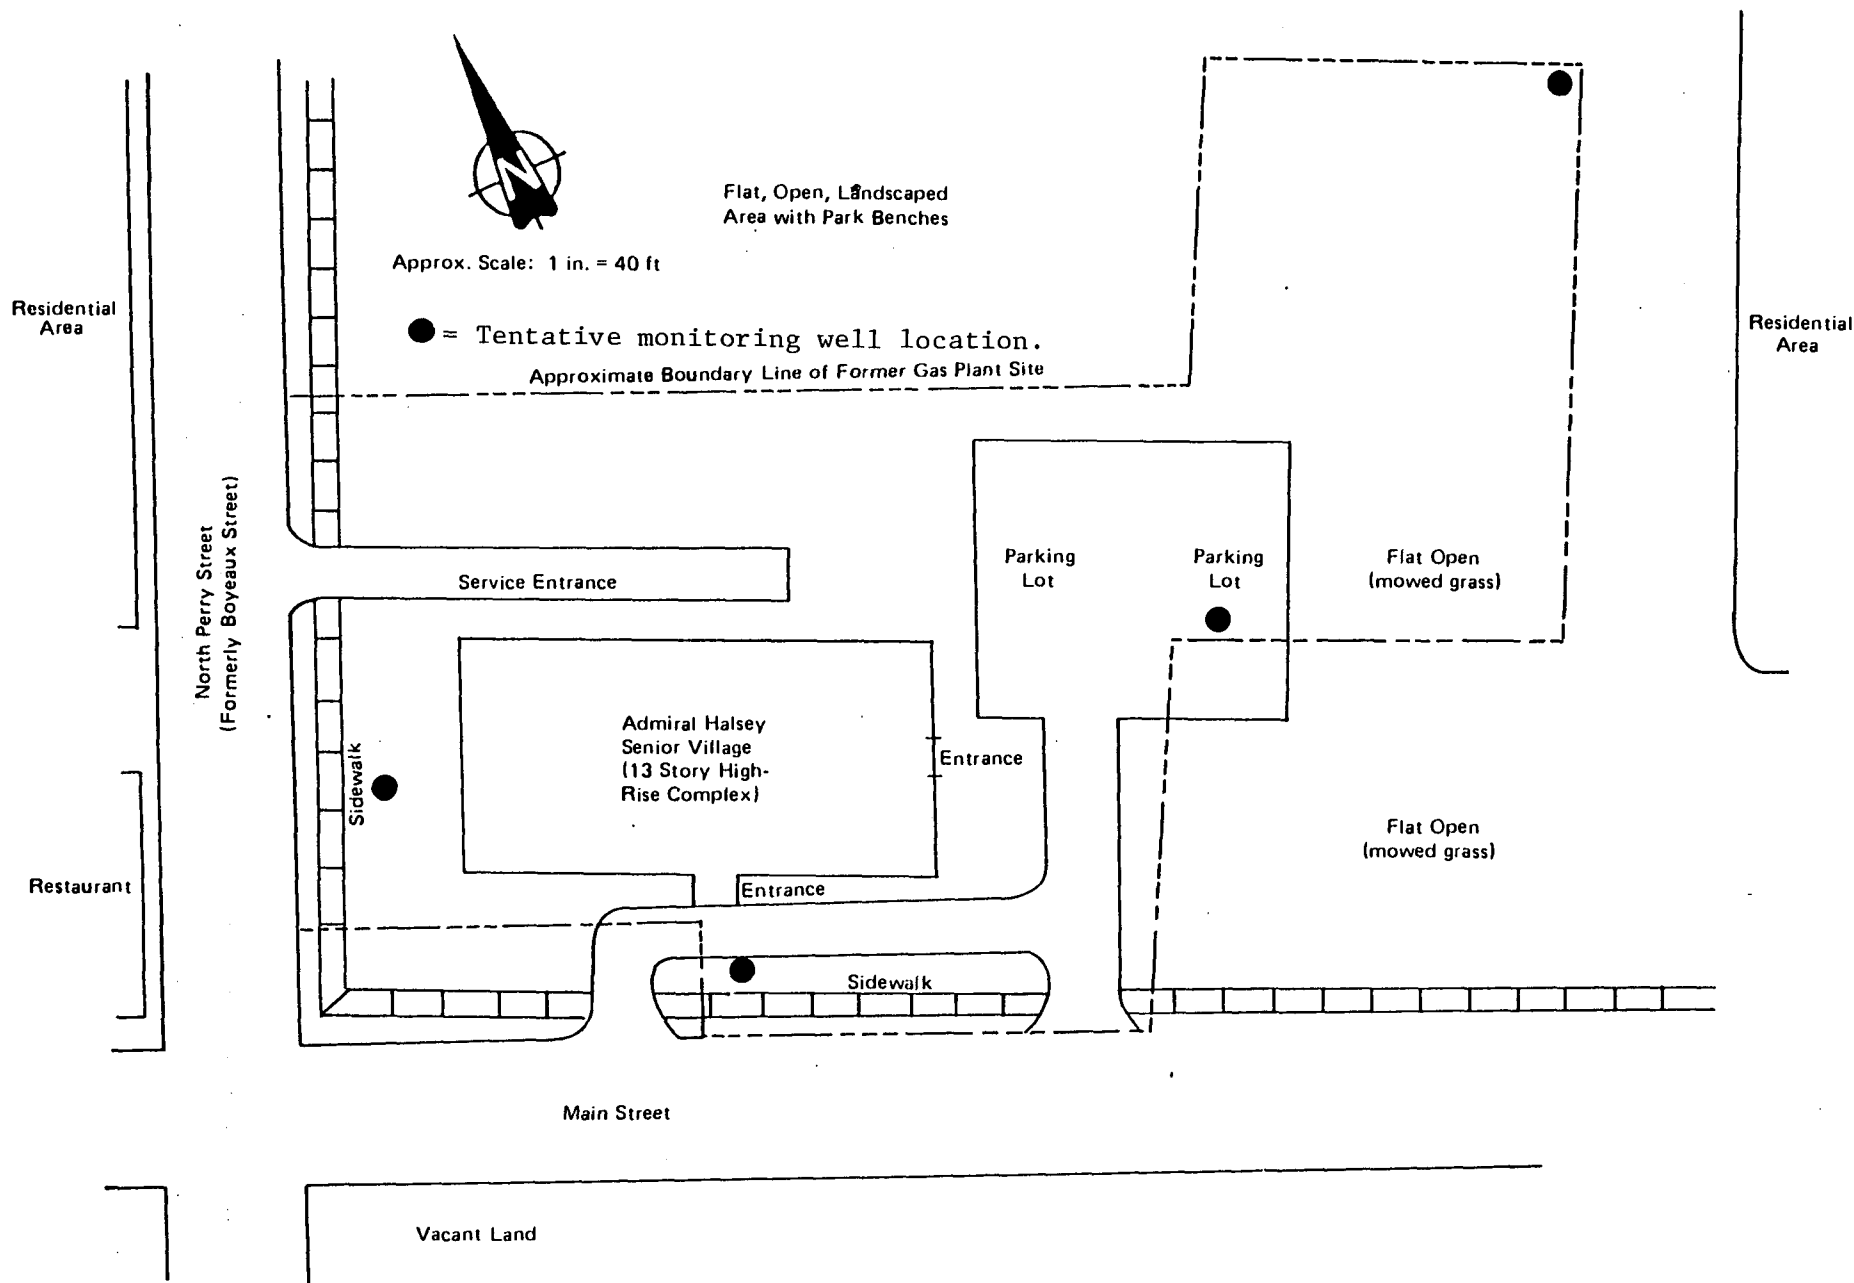 N
Flat, Open, Landscaped
Area with Park Benches
Approx. Scale: 1 in. = 40 ft
= Tentative monitoring well location.
Approximate Boundary Line of Former Gas Plant Site
Residential
Area
Residential
Area
North Perry Street
(Formerly Boyeaux Street)
Service Entrance
Parking
Lot
Parking
Lot
Flat Open
(mowed grass)
Sidewalk
Admiral Halsey
Senior Village
(13 Story High-
Rise Complex)
Entrance
Entrance
Flat Open
(mowed grass)
Restaurant
Sidewalk
Main Street
Vacant Land